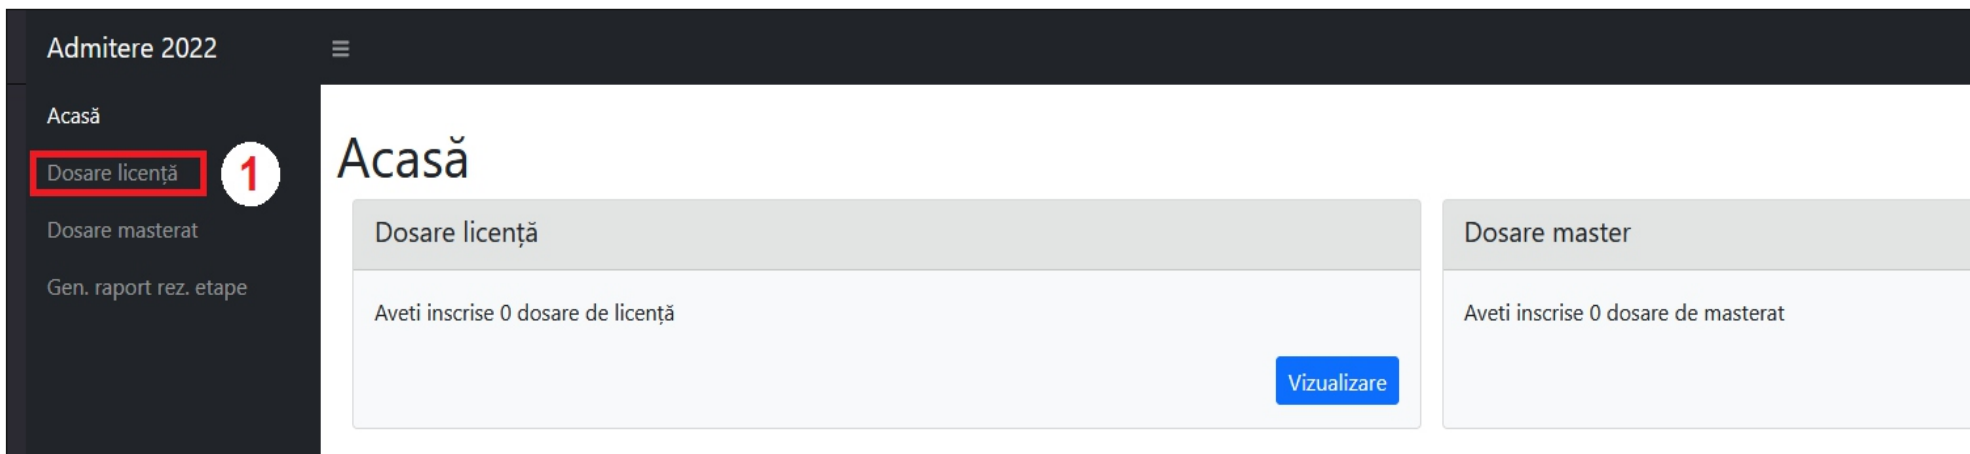 Admitere 2022
Acasă
Dosare licență
1
Dosare masterat
Gen. raport rez. etape
Acasă
Dosare licență
Aveti inscrise 0 dosare de licență
Vizualizare
Dosare master
Aveti inscrise 0 dosare de masterat